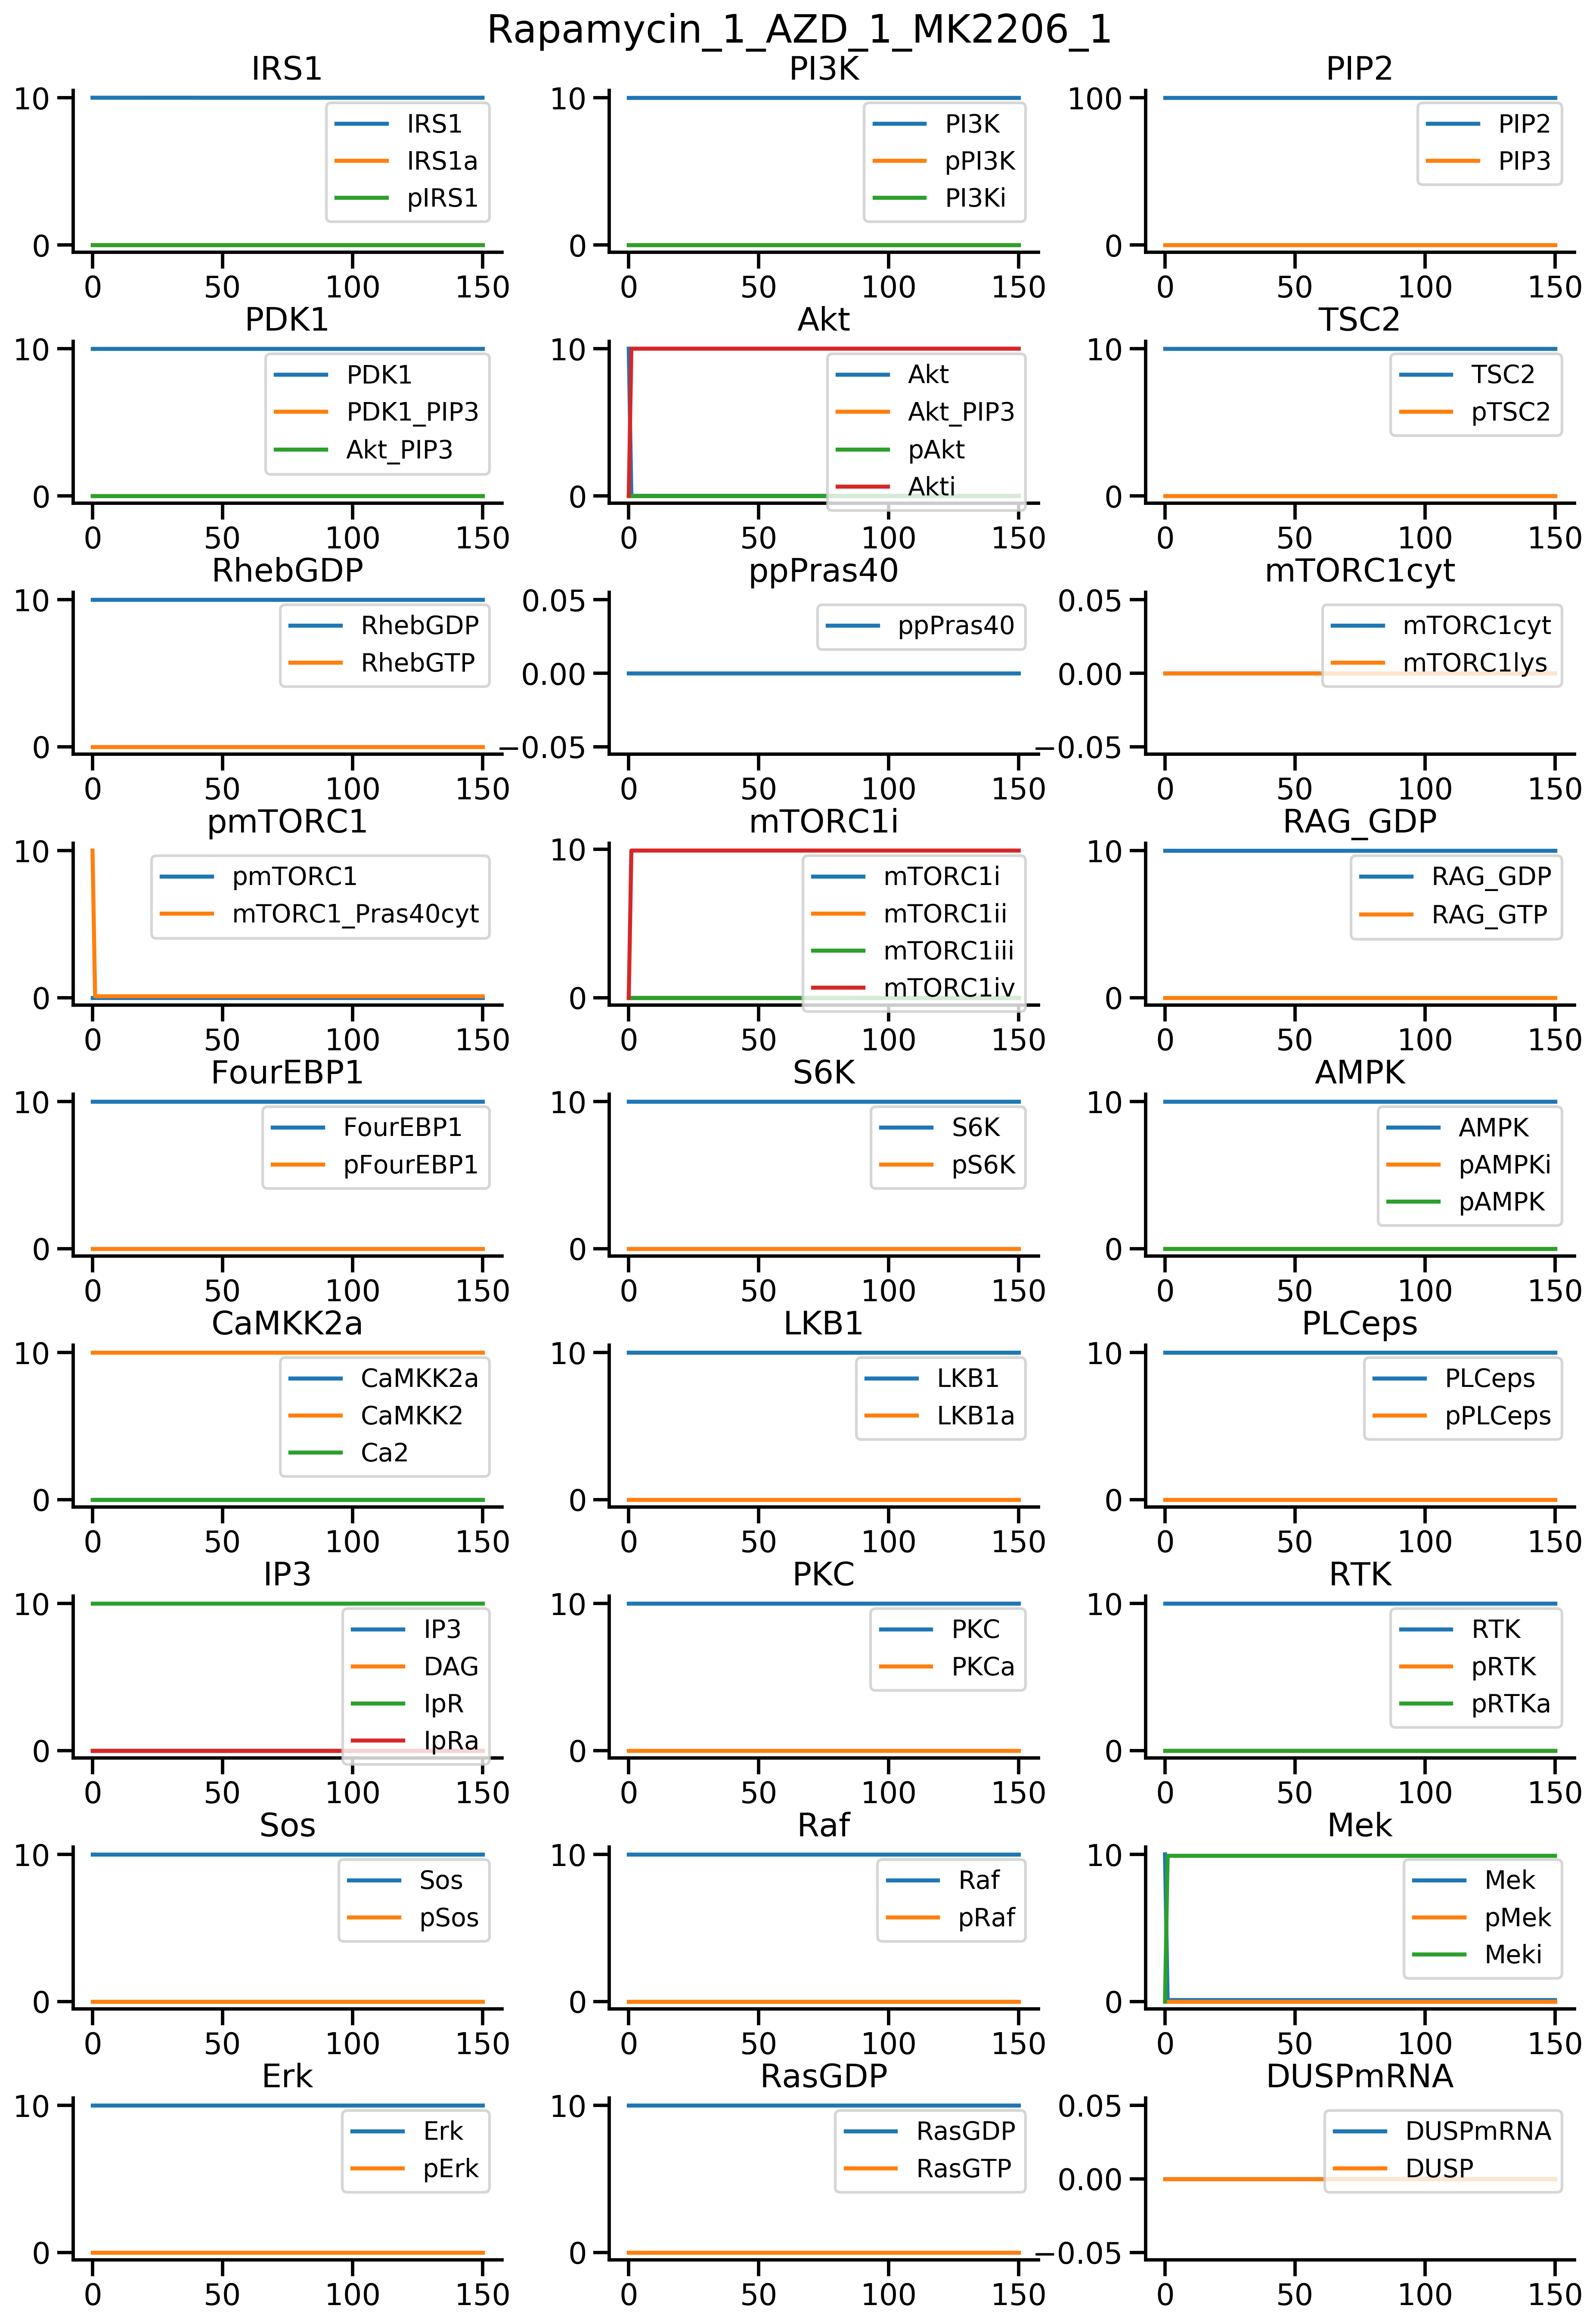 Rapamycin_1_AZD_1_MK2206_1
IRS1
10
0
0 50 100 150
IRS1
IRS1a
pIRS1
PI3K
10
0
0 50 100 150
PI3K
pPI3K
PI3Ki
PIP2
100
0
0 50 100 150
PIP2
PIP3
PDK1
10
0
0 50 100 150
PDK1
PDK1_PIP3
Akt_PIP3
Akt
10
0
0 50 100 150
Akt
Akt_PIP3
pAkt
Akti
TSC2
10
0
0 50 100 150
TSC2
pTSC2
RhebGDP
10
0
0 50 100 150
RhebGDP
RhebGTP
ppPras40
0.05
0.00
−0.05
0 50 100 150
ppPras40
mTORC1cyt
0.05
0.00
−0.05
0 50 100 150
mTORC1cyt
mTORC1lys
pmTORC1
10
0
0 50 100 150
pmTORC1
mTORC1_Pras40cyt
mTORC1i
10
0
0 50 100 150
mTORC1i
mTORC1ii
mTORC1iii
mTORC1iv
RAG_GDP
10
0
0 50 100 150
RAG_GDP
RAG_GTP
FourEBP1
10
0
0 50 100 150
FourEBP1
pFourEBP1
S6K
10
0
0 50 100 150
S6K
pS6K
AMPK
10
0
0 50 100 150
AMPK
pAMPKi
pAMPK
CaMKK2a
10
0
0 50 100 150
CaMKK2a
CaMKK2
Ca2
LKB1
10
0
0 50 100 150
LKB1
LKB1a
PLCeps
10
0
0 50 100 150
PLCeps
pPLCeps
IP3
10
0
0 50 100 150
IP3
DAG
IpR
IpRa
PKC
10
0
0 50 100 150
PKC
PKCa
RTK
10
0
0 50 100 150
RTK
pRTK
pRTKa
Sos
10
0
0 50 100 150
Sos
pSos
Raf
10
0
0 50 100 150
Raf
pRaf
Mek
10
0
0 50 100 150
Mek
pMek
Meki
Erk
10
0
0 50 100 150
Erk
pErk
RasGDP
10
0
0 50 100 150
RasGDP
RasGTP
DUSPmRNA
0.05
0.00
−0.05
0 50 100 150
DUSPmRNA
DUSP